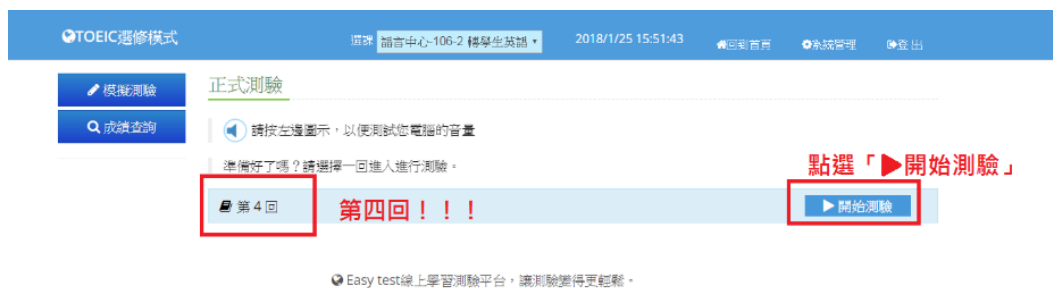 TOEIC選修模式
選課 語言中心-106-2 轉學生英語
2018/1/25 15:51:43
回到首頁
系統管理
登出
模擬測驗
成績查詢
正式測驗
請按左邊圖示，以便測試您電腦的音量
準備好了嗎？請選擇一回進入進行測驗。
點選「▶開始測驗」
第 4 回
第四回！！！
▶ 開始測驗
Easy test線上學習測驗平台，讓測驗變得更輕鬆。